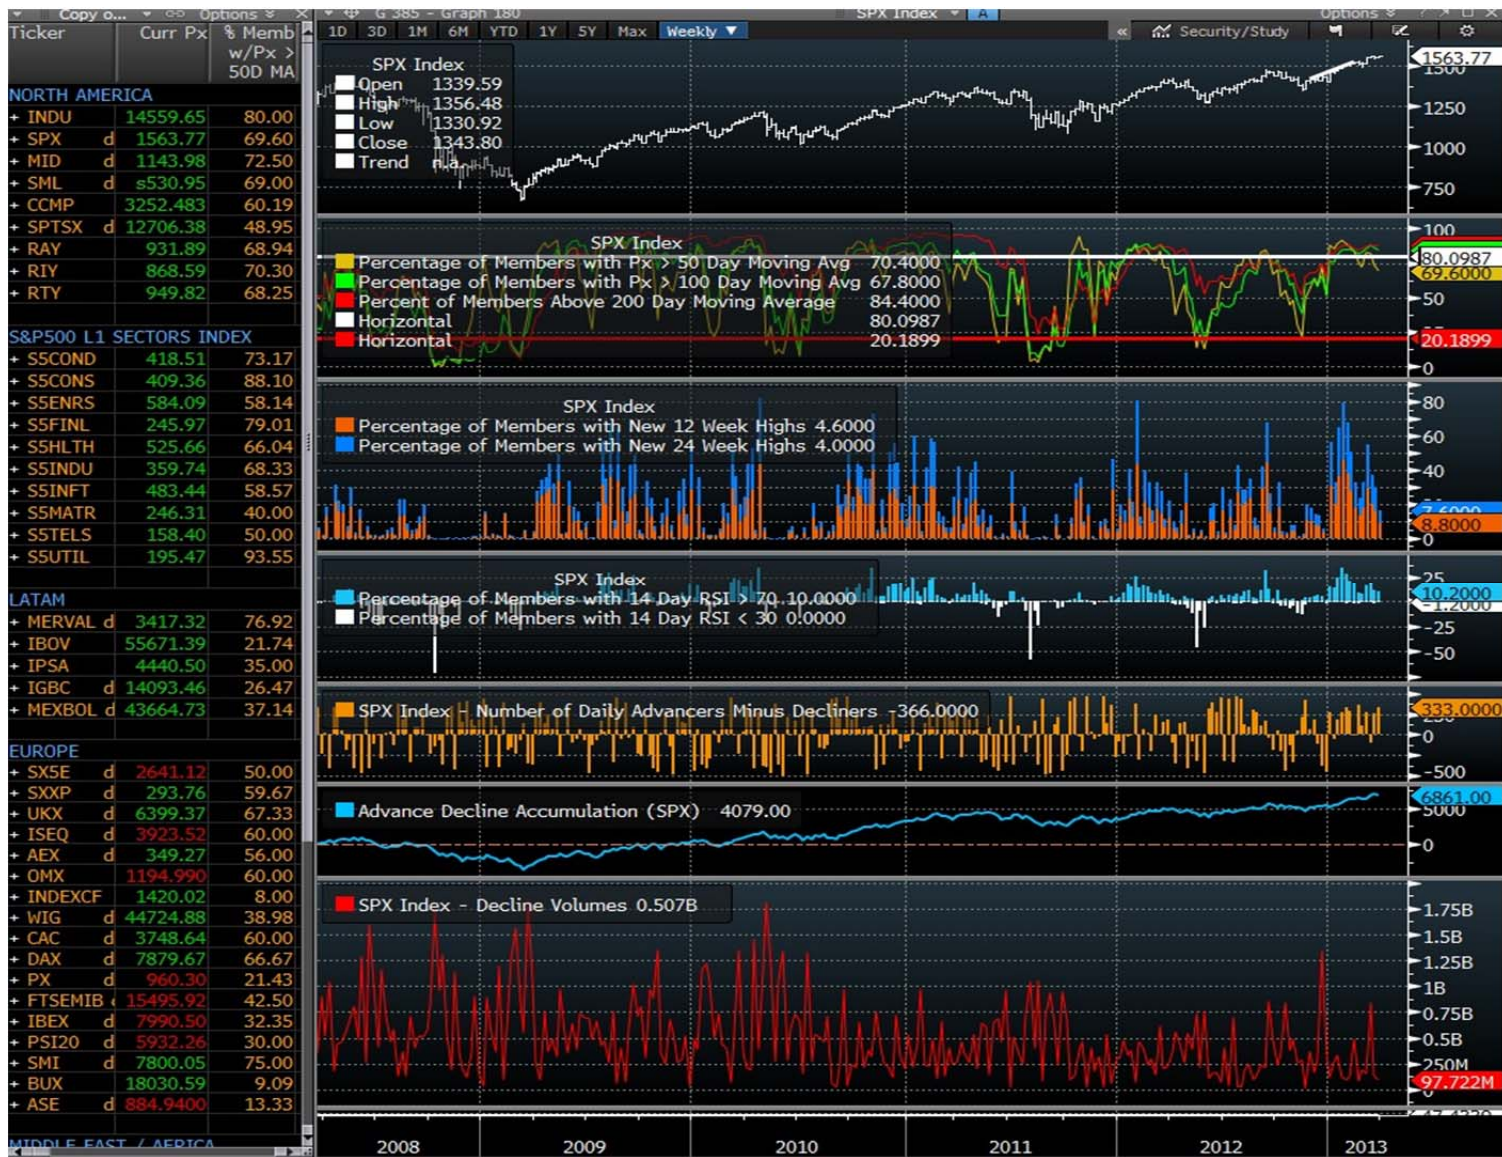 Copy o... Options
G 385 - Graph 180 SPX Index A Options
Ticker Curr Px % Memb
w/Px >
50D MA
NORTH AMERICA
+ INDU 14559.65 80.00
+ SPX d 1563.77 69.60
+ MID d 1143.98 72.50
+ SML d s530.95 69.00
+ CCMP 3252.483 60.19
+ SPTSX d 12706.38 48.95
+ RAY 931.89 68.94
+ RIY 868.59 70.30
+ RTY 949.82 68.25
S&P500 L1 SECTORS INDEX
+ S5COND 418.51 73.17
+ S5CONS 409.36 88.10
+ S5ENRS 584.09 58.14
+ S5FINL 245.97 79.01
+ S5HLTH 525.66 66.04
+ S5INDU 359.74 68.33
+ S5INFT 483.44 58.57
+ S5MATR 246.31 40.00
+ S5TELS 158.40 50.00
+ S5UTIL 195.47 93.55
LATAM
+ MERVAL d 3417.32 76.92
+ IBOV 55671.39 21.74
+ IPSA 4440.50 35.00
+ IGBC d 14093.46 26.47
+ MEXBOL d 43664.73 37.14
EUROPE
+ SX5E d 2641.12 50.00
+ SXXP d 293.76 59.67
+ UKX d 6399.37 67.33
+ ISEQ d 3923.52 60.00
+ AEX d 349.27 56.00
+ OMX 1194.990 60.00
+ INDEXCF 1420.02 8.00
+ WIG d 44724.88 38.98
+ CAC d 3748.64 60.00
+ DAX d 7879.67 66.67
+ PX d 960.30 21.43
+ FTSEMIB 15495.92 42.50
+ IBEX d 7990.50 32.35
+ PSI20 d 5932.26 30.00
+ SMI d 7800.05 75.00
+ BUX 18030.59 9.09
+ ASE d 884.9400 13.33
MIDDLE EAST / AFRICA
1D 3D 1M 6M YTD 1Y 5Y Max Weekly ▼ « Security/Study
SPX Index
Open 1339.59
High 1356.48
Low 1330.92
Close 1343.80
Trend n.a.
1563.77
1500
1250
1000
750
SPX Index
Percentage of Members with Px > 50 Day Moving Avg 70.4000
Percentage of Members with Px > 100 Day Moving Avg 67.8000
Percent of Members Above 200 Day Moving Average 84.4000
Horizontal 80.0987
Horizontal 20.1899
100
80.0987
69.6000
50
20.1899
0
SPX Index
Percentage of Members with New 12 Week Highs 4.6000
Percentage of Members with New 24 Week Highs 4.0000
80
60
40
7.6000
8.8000
0
SPX Index
Percentage of Members with 14 Day RSI > 70 10.0000
Percentage of Members with 14 Day RSI < 30 0.0000
25
10.2000
-1.2000
-25
-50
SPX Index - Number of Daily Advancers Minus Decliners -366.0000
333.0000
0
-500
Advance Decline Accumulation (SPX) 4079.00
6861.00
5000
0
SPX Index - Decline Volumes 0.507B
1.75B
1.5B
1.25B
1B
0.75B
0.5B
250M
97.722M
0
2008 2009 2010 2011 2012 2013